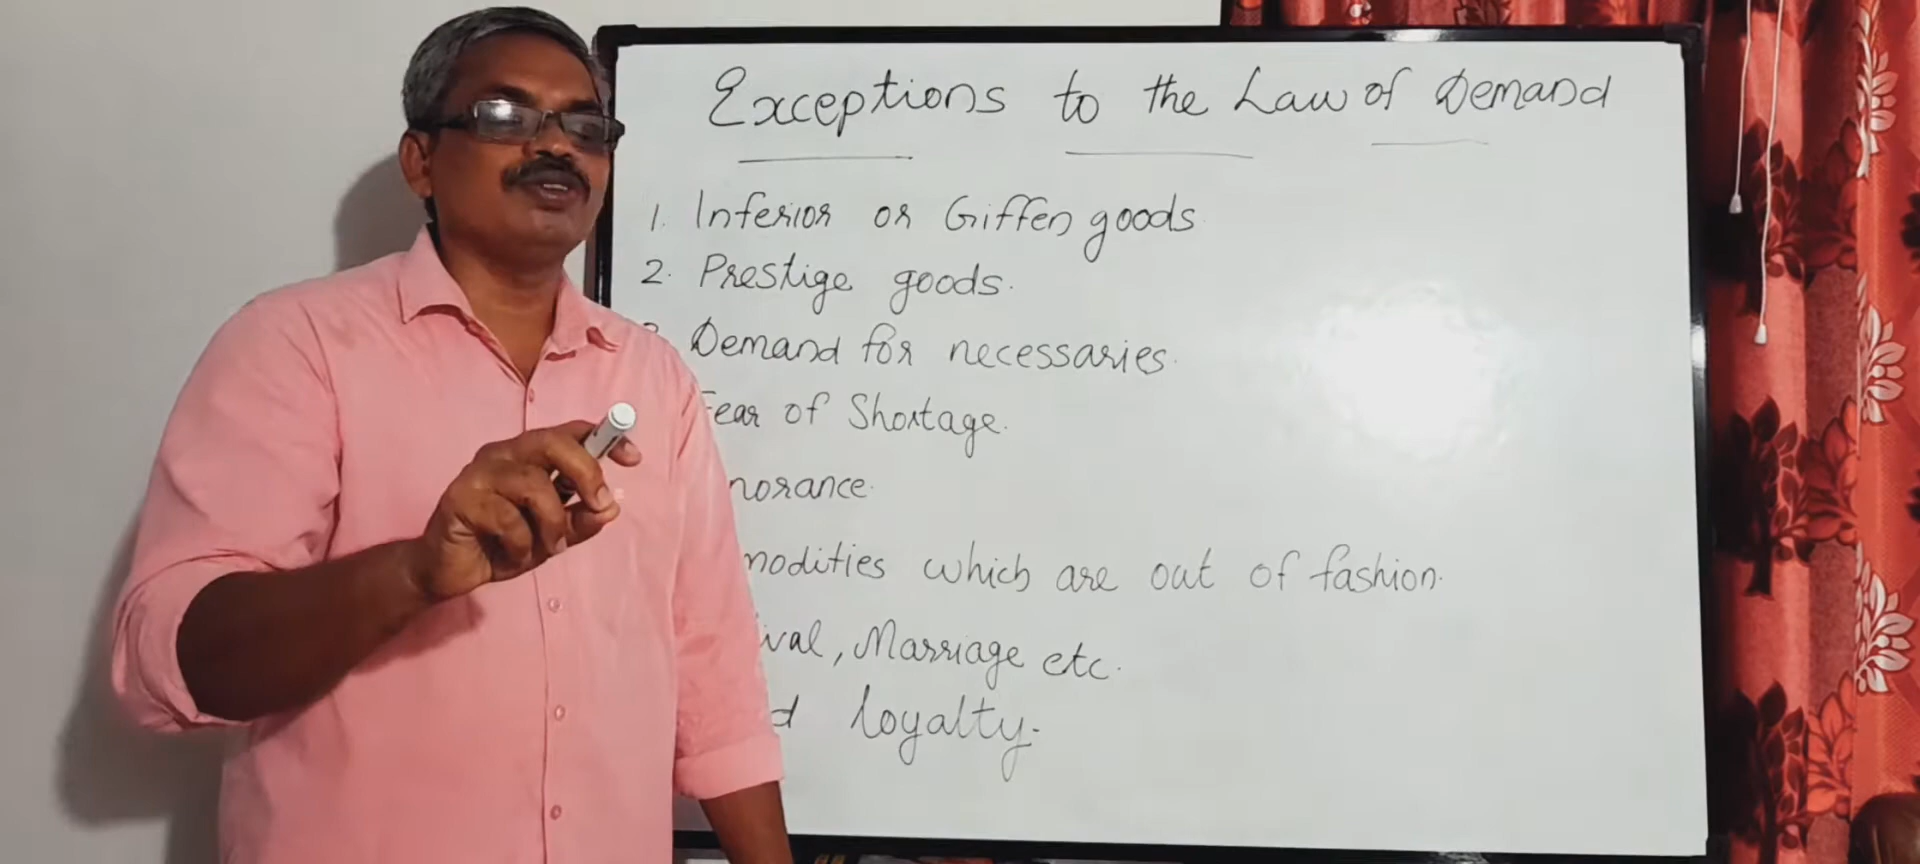 Exceptions to the Law of Demand
1. Inferior or Giffen goods
2. Prestige goods.
Demand for necessaries.
Fear of Shortage.
norance.
modities which are out of fashion.
ival, Marriage etc.
d loyalty.